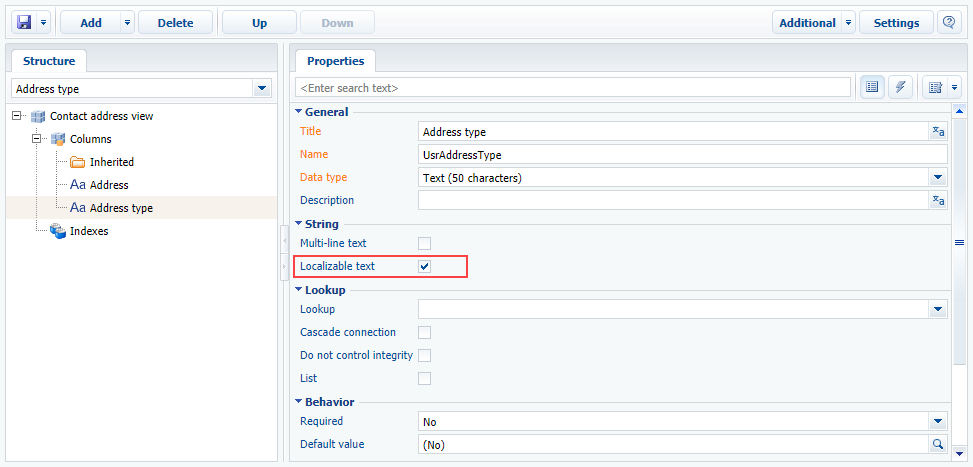 Add Delete Up Down Additional Settings
Structure
Address type
Contact address view
Columns
Inherited
Aa Address
Aa Address type
Indexes
Properties
<Enter search text>
General
Title Address type
Name UsrAddressType
Data type Text (50 characters)
Description
String
Multi-line text
Localizable text
Lookup
Lookup
Cascade connection
Do not control integrity
List
Behavior
Required No
Default value (No)